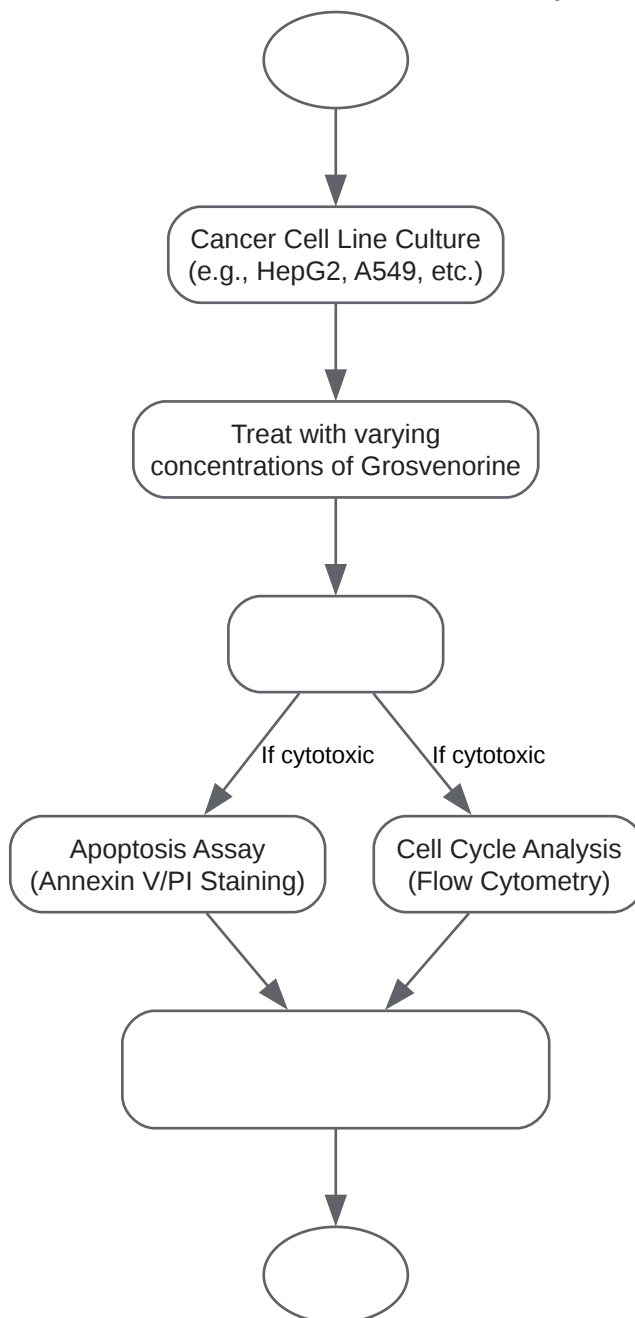 Cancer Cell Line Culture
(e.g., HepG2, A549, etc.)
Treat with varying
concentrations of Grosvenorine
If cytotoxic
If cytotoxic
Apoptosis Assay
(Annexin V/PI Staining)
Cell Cycle Analysis
(Flow Cytometry)